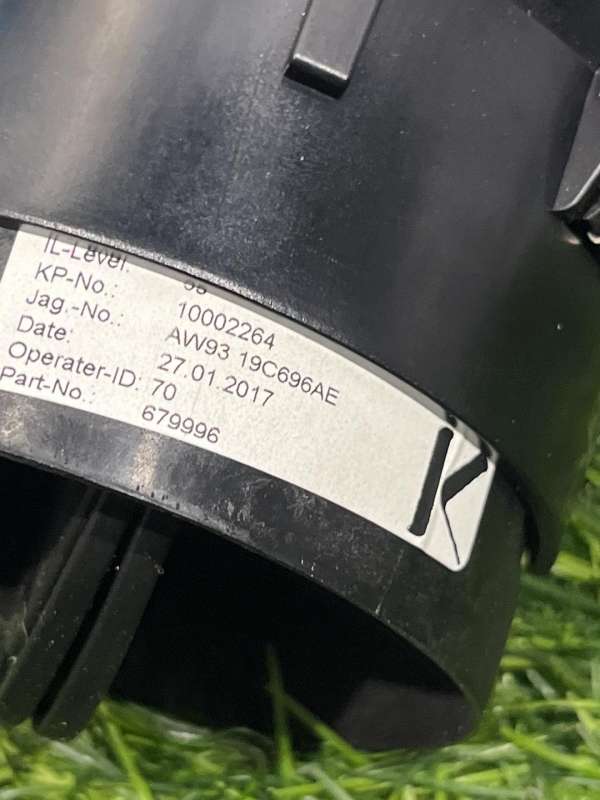 IL-Level:
KP-No.: 10002264
Jag.-No.: AW93 19C696AE
Date: 27.01.2017
Operater-ID: 70
Part-No.: 679996
K